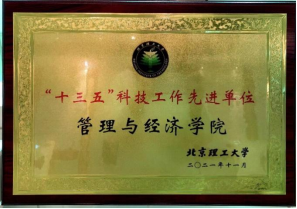 “十三五”科技工作先进单位
管理与经济学院
北京理工大学
二〇二一年十一月